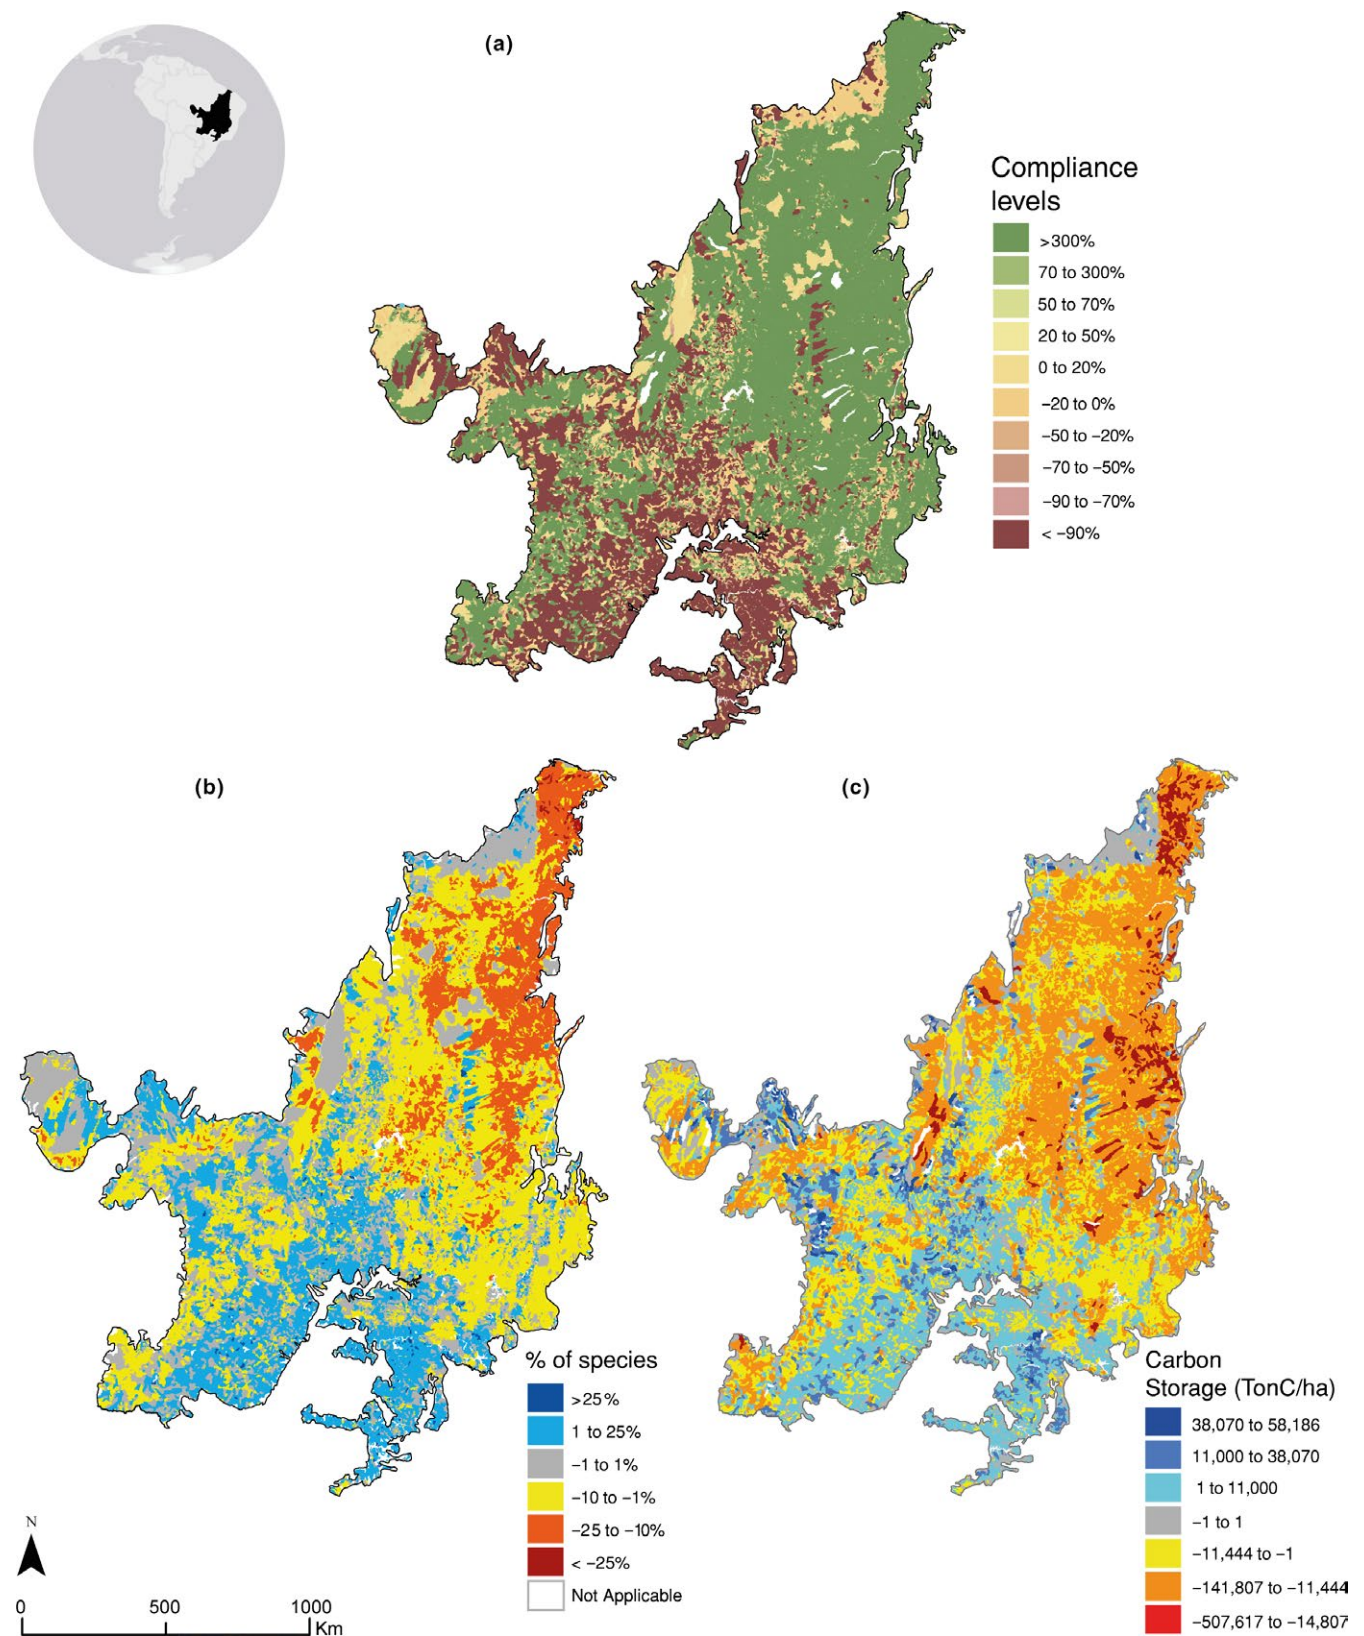 (a)
Compliance
levels
>300%
70 to 300%
50 to 70%
20 to 50%
0 to 20%
−20 to 0%
−50 to −20%
−70 to −50%
−90 to −70%
< −90%
(b)
% of species
>25%
1 to 25%
−1 to 1%
−10 to −1%
−25 to −10%
< −25%
Not Applicable
(c)
Carbon
Storage (TonC/ha)
38,070 to 58,186
11,000 to 38,070
1 to 11,000
−1 to 1
−11,444 to −1
−141,807 to −11,444
−507,617 to −14,807
N
0 500 1000
Km